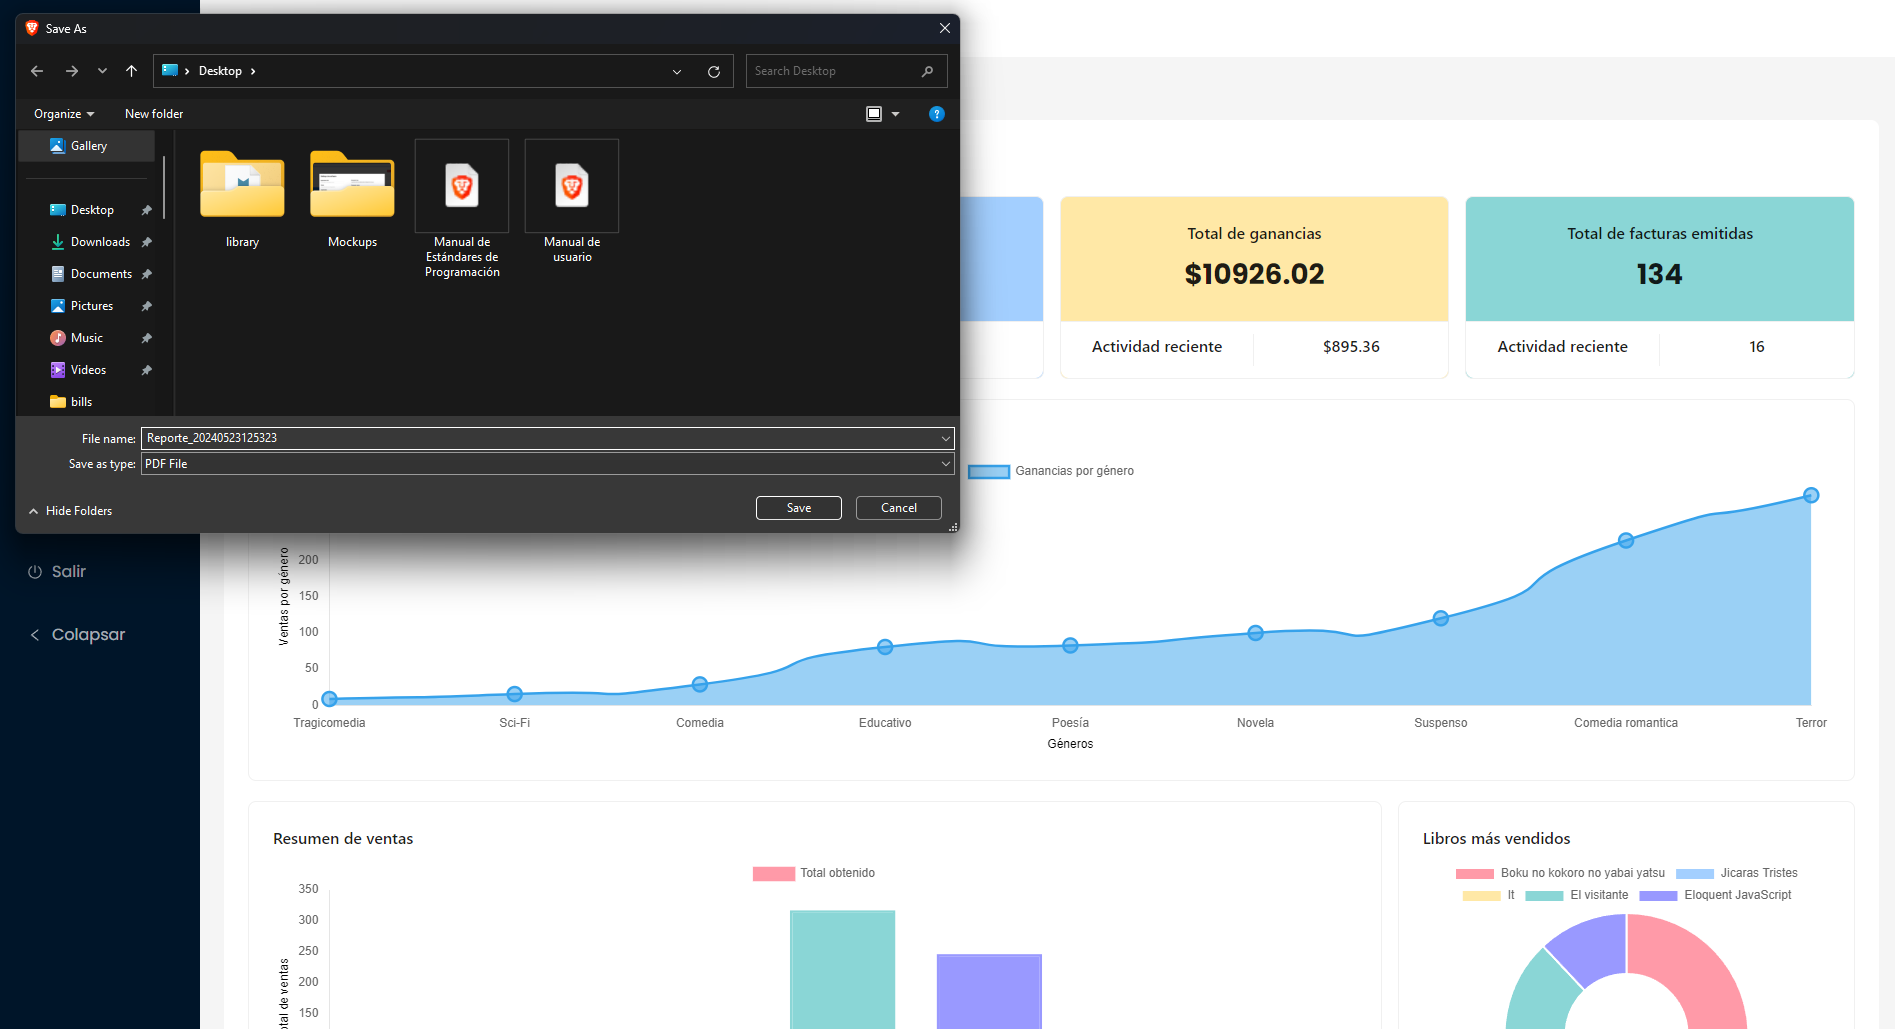 Save As
Desktop
Search Desktop
Organize
New folder
Gallery
Desktop
Downloads
Documents
Pictures
Music
Videos
bills
library
Mockups
Manual de
Estándares de
Programación
Manual de
usuario
File name:
Reporte_20240523125323
Save as type:
PDF File
Hide Folders
Save
Cancel
Salir
Colapsar
Total de ganancias
$10926.02
Actividad reciente
$895.36
Total de facturas emitidas
134
Actividad reciente
16
Ganancias por género
Ventas por género
200
150
100
50
0
Tragicomedia
Sci-Fi
Comedia
Educativo
Poesía
Novela
Suspenso
Comedia romantica
Terror
Géneros
Resumen de ventas
Total obtenido
350
300
250
200
150
de ventas
Libros más vendidos
Boku no kokoro no yabai yatsu
Jicaras Tristes
It
El visitante
Eloquent JavaScript